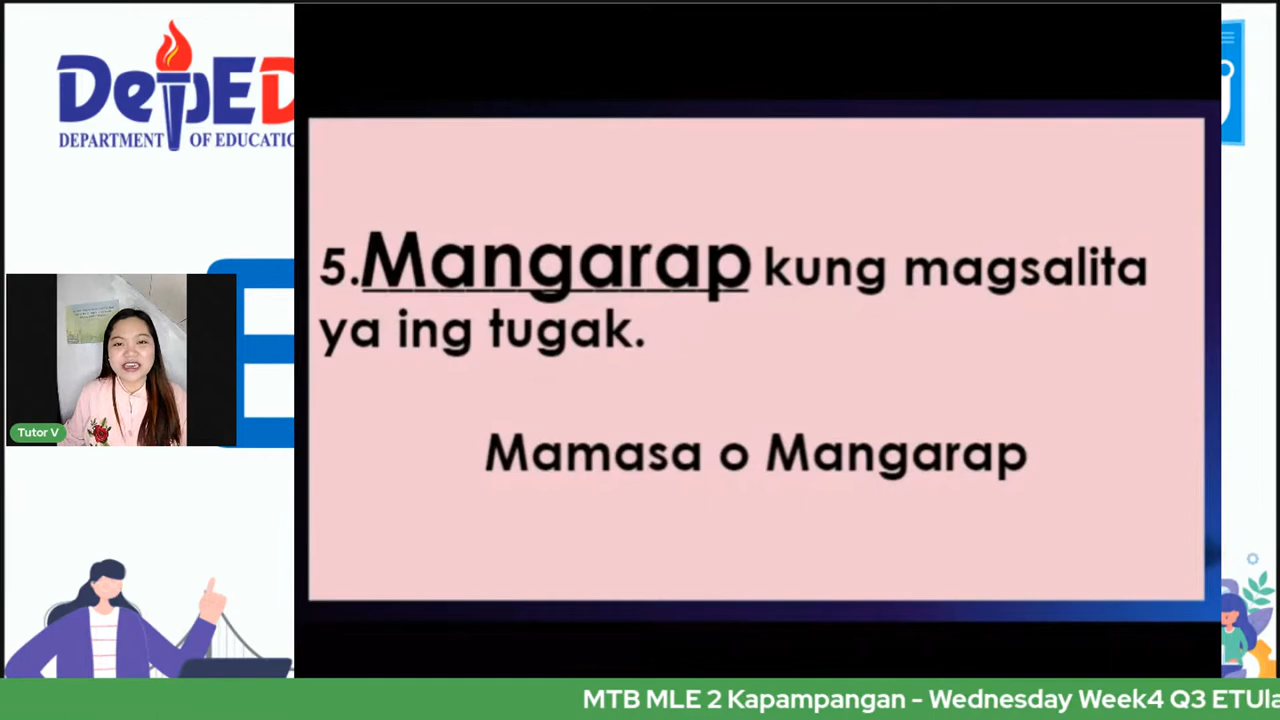 DepED
DEPARTMENT OF EDUCATIO
5.Mangarap kung magsalita
ya ing tugak.
Mamasa o Mangarap
Tutor V
MTB MLE 2 Kapampangan - Wednesday Week4 Q3 ETUla